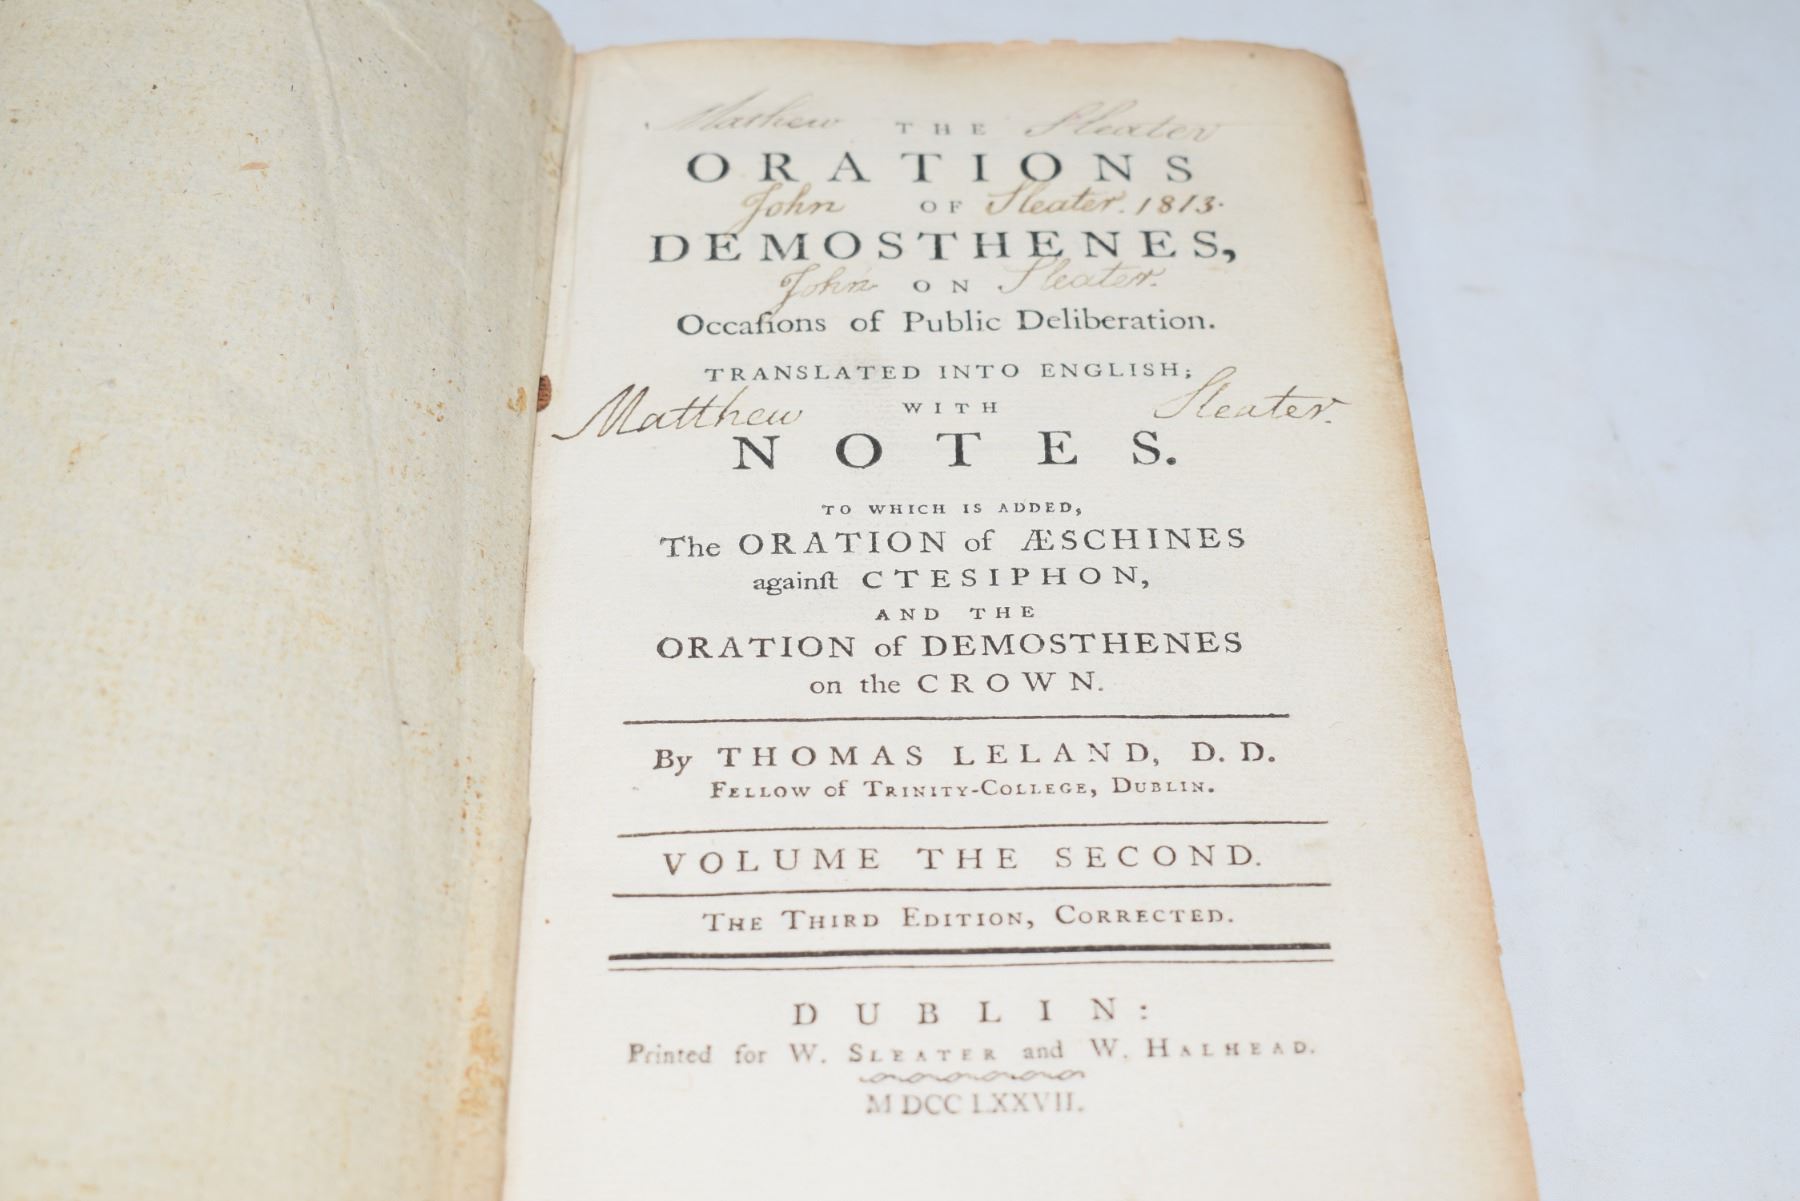 Mathew THE Sleater
ORATIONS
John OF Sleater. 1813.
DEMOSTHENES,
John ON Sleater.
Occaſions of Public Deliberation.
TRANSLATED INTO ENGLISH;
Matthew WITH Sleater.
NOTES.
TO WHICH IS ADDED,
The ORATION of ÆSCHINES
againſt CTESIPHON,
AND THE
ORATION of DEMOSTHENES
on the CROWN.
By THOMAS LELAND, D. D.
FELLOW of TRINITY-COLLEGE, DUBLIN.
VOLUME THE SECOND.
THE THIRD EDITION, CORRECTED.
DUBLIN:
Printed for W. SLEATER and W. HALHEAD.
MDCCLXXVII.